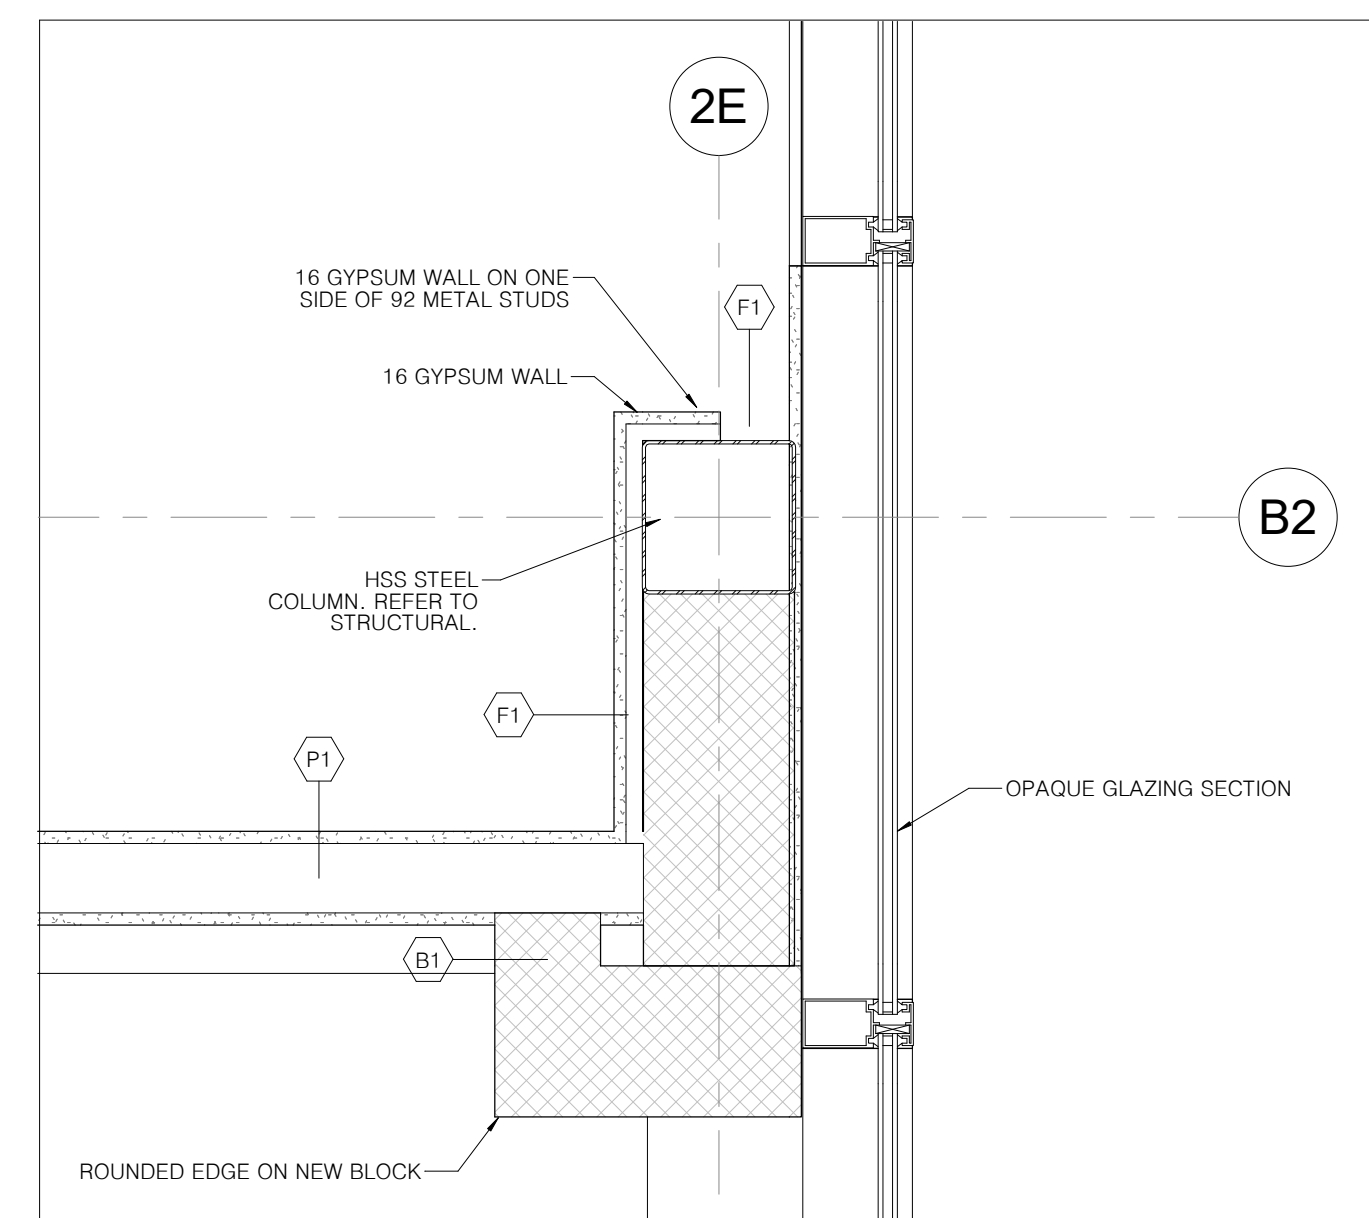 2E
16 GYPSUM WALL ON ONE
SIDE OF 92 METAL STUDS
F1
16 GYPSUM WALL
B2
HSS STEEL
COLUMN. REFER TO
STRUCTURAL.
F1
P1
OPAQUE GLAZING SECTION
B1
ROUNDED EDGE ON NEW BLOCK